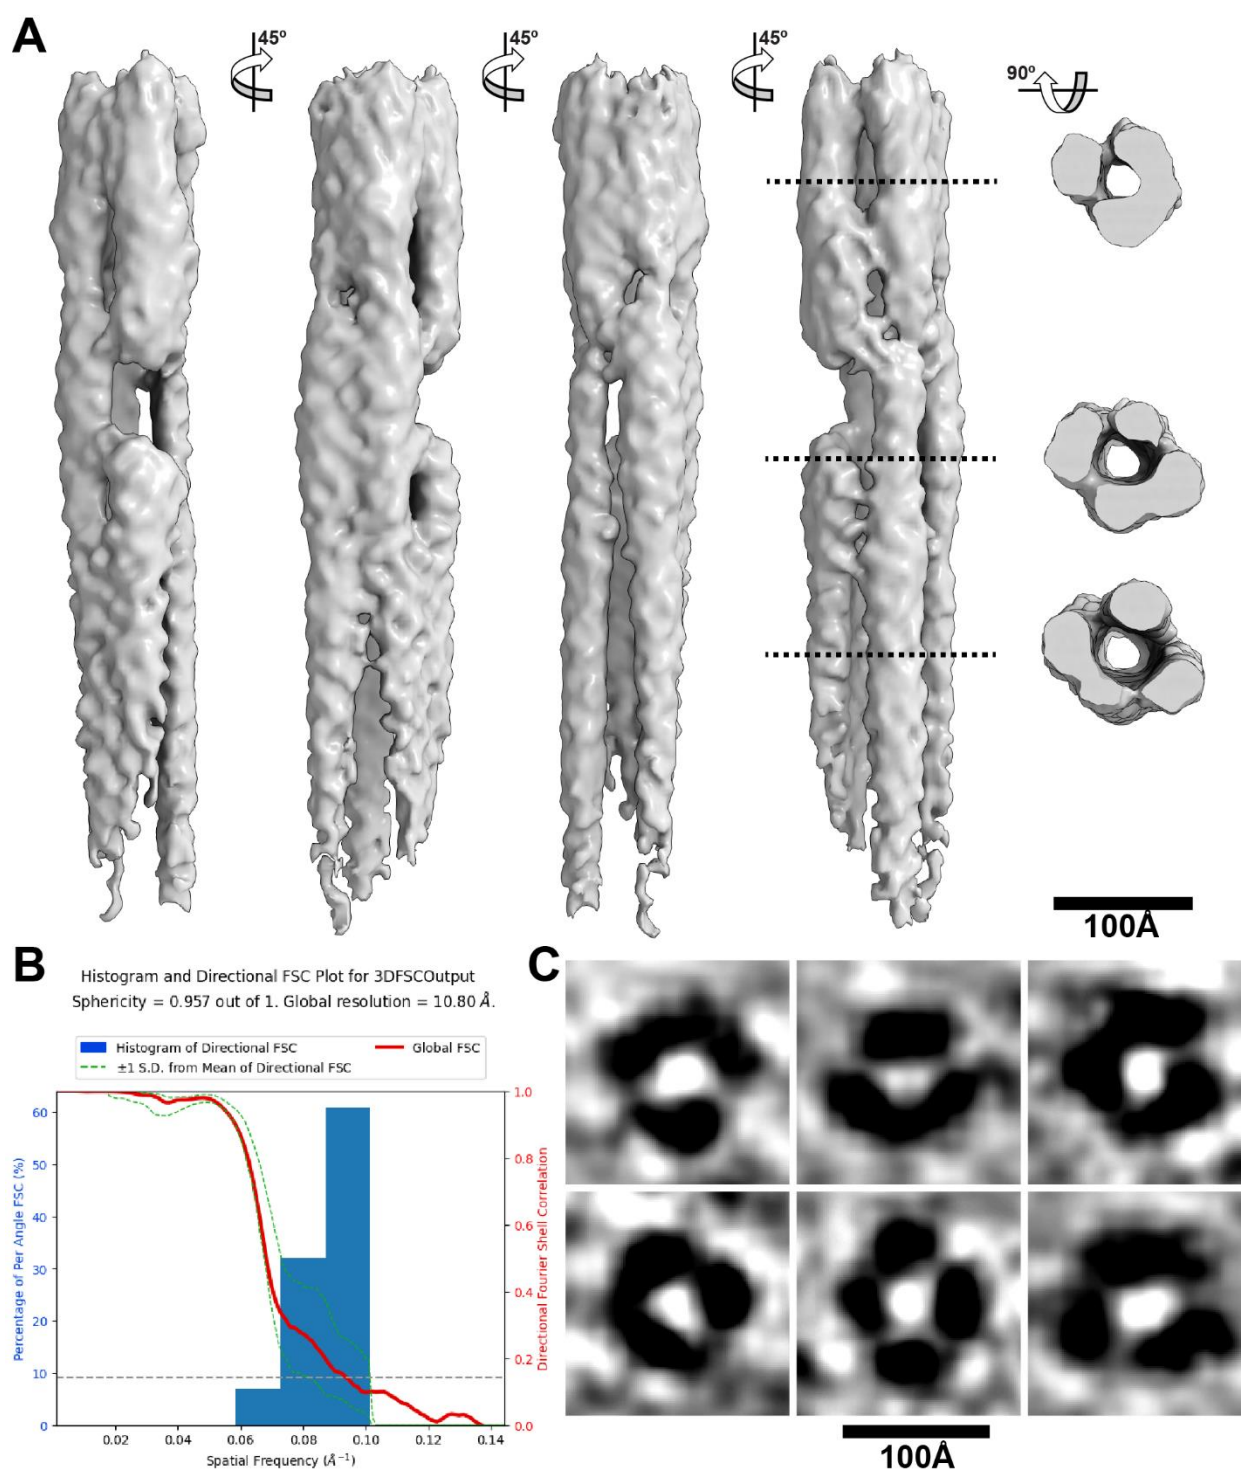 A
45º
45º
45º
90º
100Å
B
Histogram and Directional FSC Plot for 3DFSCOutput
Sphericity = 0.957 out of 1. Global resolution = 10.80 Å.
Histogram of Directional FSC
Global FSC
±1 S.D. from Mean of Directional FSC
Percentage of Per Angle FSC (%)
60
50
40
30
20
10
0
1.0
0.8
0.6
0.4
0.2
0.0
Directional Fourier Shell Correlation
0.02 0.04 0.06 0.08 0.10 0.12 0.14
Spatial Frequency (Å⁻¹)
C
100Å